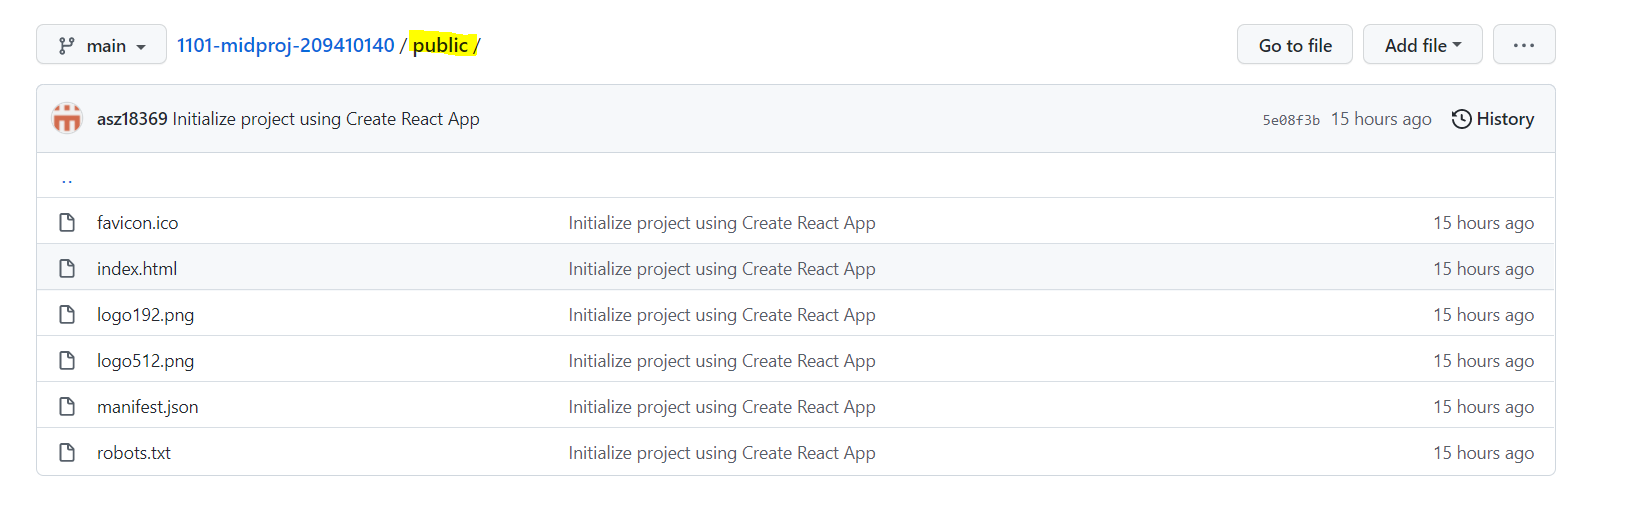 main 1101-midproj-209410140 / public / Go to file Add file ...
asz18369 Initialize project using Create React App 5e08f3b 15 hours ago History
..
favicon.ico Initialize project using Create React App 15 hours ago
index.html Initialize project using Create React App 15 hours ago
logo192.png Initialize project using Create React App 15 hours ago
logo512.png Initialize project using Create React App 15 hours ago
manifest.json Initialize project using Create React App 15 hours ago
robots.txt Initialize project using Create React App 15 hours ago